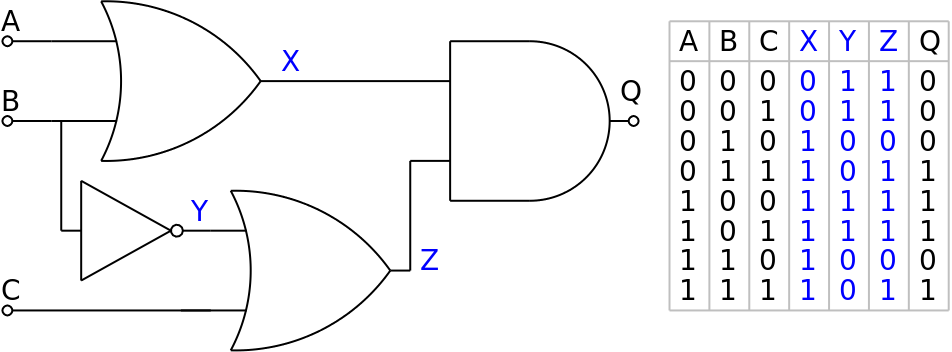 A
B
X
Q
Y
Z
C
A B C X Y Z Q
0 0 0 0 1 1 0
0 0 1 0 1 1 0
0 1 0 1 0 0 0
0 1 1 1 0 1 1
1 0 0 1 1 1 1
1 0 1 1 1 1 1
1 1 0 1 0 0 0
1 1 1 1 0 1 1